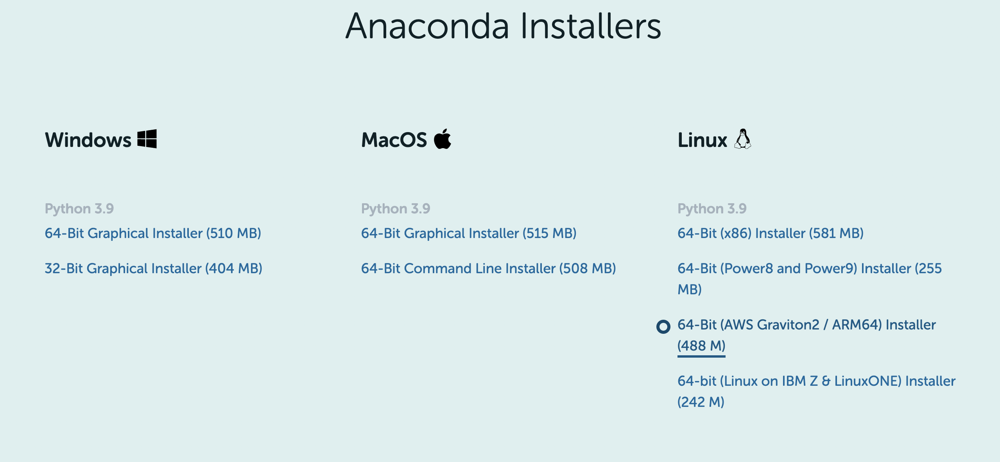 Anaconda Installers
Windows
Python 3.9
64-Bit Graphical Installer (510 MB)
32-Bit Graphical Installer (404 MB)
MacOS
Python 3.9
64-Bit Graphical Installer (515 MB)
64-Bit Command Line Installer (508 MB)
Linux
Python 3.9
64-Bit (x86) Installer (581 MB)
64-Bit (Power8 and Power9) Installer (255
MB)
64-Bit (AWS Graviton2 / ARM64) Installer
(488 M)
64-bit (Linux on IBM Z & LinuxONE) Installer
(242 M)